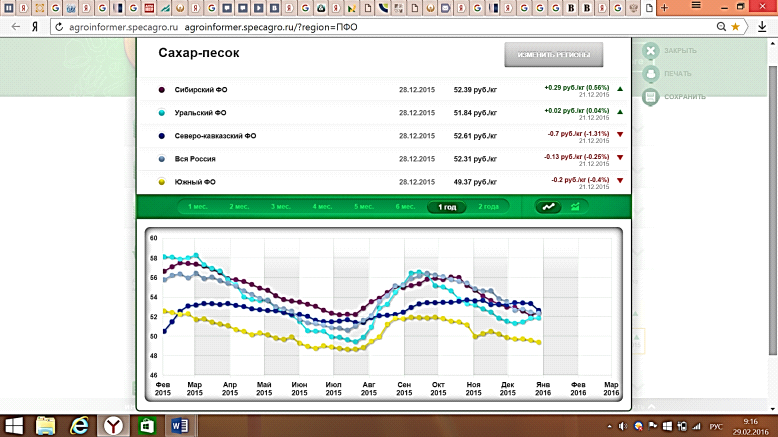 agroinformer.specagro.ru agroinformer.specagro.ru/?region=ПФО
Сахар-песок
ИЗМЕНИТЬ РЕГИОНЫ
ЗАКРЫТЬ
ПЕЧАТЬ
СОХРАНИТЬ
Сибирский ФО 28.12.2015 52.39 руб./кг +0.29 руб./кг (0.56%)
21.12.2015
Уральский ФО 28.12.2015 51.84 руб./кг +0.02 руб./кг (0.04%)
21.12.2015
Северо-кавказский ФО 28.12.2015 52.61 руб./кг -0.7 руб./кг (-1.31%)
21.12.2015
Вся Россия 28.12.2015 52.31 руб./кг -0.13 руб./кг (-0.25%)
21.12.2015
Южный ФО 28.12.2015 49.37 руб./кг -0.2 руб./кг (-0.4%)
21.12.2015
1 мес. 2 мес. 3 мес. 4 мес. 5 мес. 6 мес. 1 год 2 года
60
58
56
54
52
50
48
46
Фев Мар Апр Май Июн Июл Авг Сен Окт Ноя Дек Янв Фев Мар
2015 2015 2015 2015 2015 2015 2015 2015 2015 2015 2015 2016 2016 2016
РУС
9:16
29.02.2016